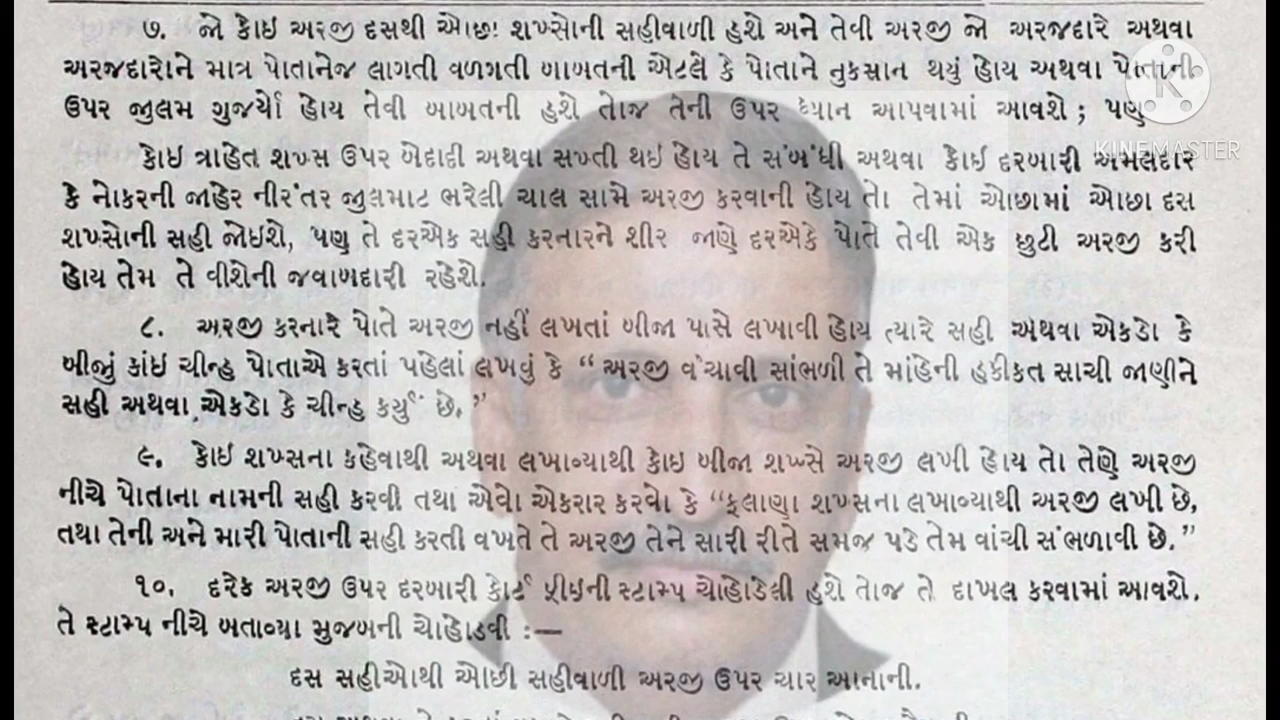 ૭. જો કોઇ અરજી દસથી ઓછા શખ્સોની સહીવાળી હશે અને તેવી અરજી જો અરજદારે અથવા
અરજદારોને માત્ર પોતાનેજ લાગતી વળગતી બાબતની એટલે કે પોતાને નુકસાન થયું હોય અથવા પોતાની
ઉપર જુલમ ગુજર્યો હોય તેવી બાબતની હશે તોજ તેની ઉપર ધ્યાન આપવામાં આવશે ; પણ
KINEMASTER
કોઇ ત્રાહેત શખ્સ ઉપર બેદાદી અથવા સખ્તી થઇ હોય તે સંબંધી અથવા કોઈ દરબારી અમલદાર
કે નોકરની જાહેર નીરંતર જુલમાટ ભરેલી ચાલ સામે અરજી કરવાની હોય તો તેમાં ઓછામાં ઓછા દસ
શખ્સોની સહી જોઇશે, પણ તે દરએક સહી કરનારને શીર જાણે દરએકે પોતે તેવી એક છુટી અરજી કરી
હોય તેમ તે વીશેની જવાબદારી રહેશે.
૮. અરજી કરનારે પોતે અરજી નહીં લખતાં બીજા પાસે લખાવી હોય ત્યારે સહી અથવા એકડો કે
બીજું કાંઇ ચીન્હ પોતાએ કરતાં પહેલાં લખવું કે “ અરજી વંચાવી સાંભળી તે માંહેની હકીકત સાચી જાણીને
સહી અથવા એકડો કે ચીન્હ કર્યું છે. ”
૯. કોઇ શખ્સના કહેવાથી અથવા લખાવ્યાથી કોઇ બીજા શખ્સે અરજી લખી હોય તો તેણે અરજી
નીચે પોતાના નામની સહી કરવી તથા એવો એકરાર કરવો કે “ફલાણા શખ્સના લખાવ્યાથી અરજી લખી છે,
તથા તેની અને મારી પોતાની સહી કરતી વખતે તે અરજી તેને સારી રીતે સમજ પડે તેમ વાંચી સંભળાવી છે.”
૧૦. દરેક અરજી ઉપર દરબારી કોર્ટ ફીઇની સ્ટામ્પ ચોહોડેલી હશે તોજ તે દાખલ કરવામાં આવશે.
તે સ્ટામ્પ નીચે બતાવ્યા મુજબની ચોહોડવી :—
દસ સહીઓથી ઓછી સહીવાળી અરજી ઉપર ચાર આનાની.